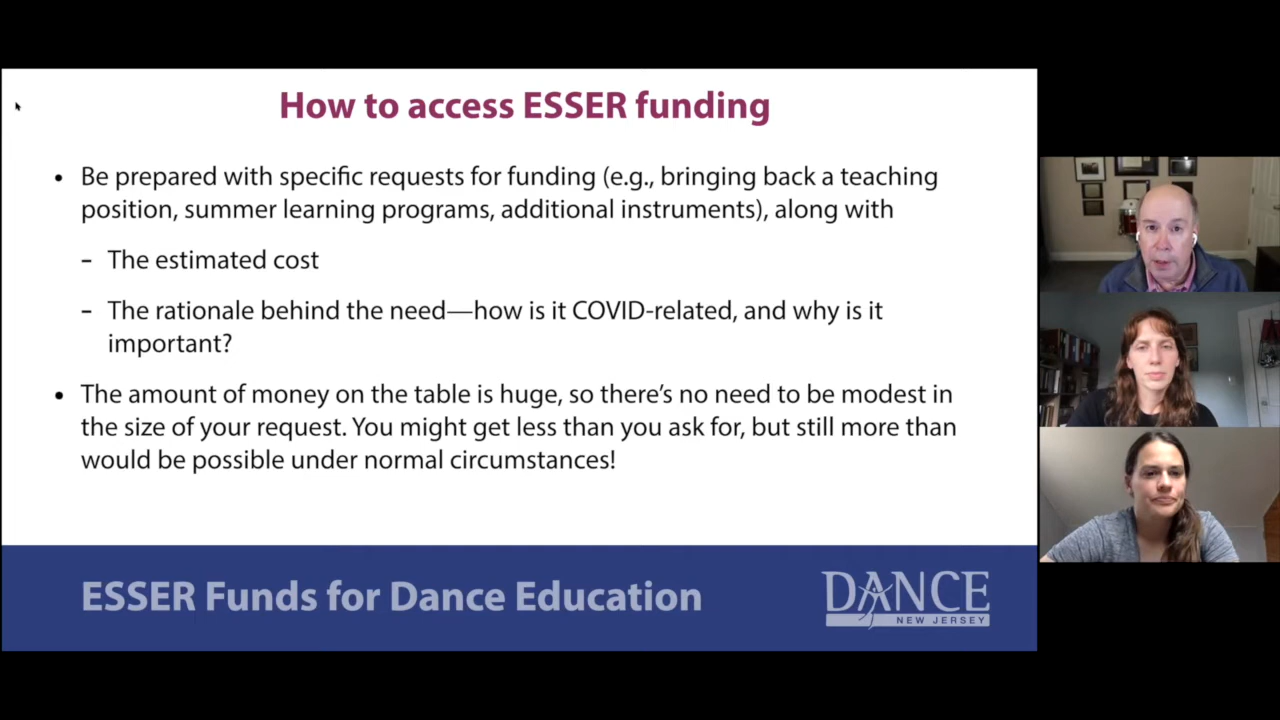 How to access ESSER funding
• Be prepared with specific requests for funding (e.g., bringing back a teaching
position, summer learning programs, additional instruments), along with
– The estimated cost
– The rationale behind the need—how is it COVID-related, and why is it
important?
• The amount of money on the table is huge, so there's no need to be modest in
the size of your request. You might get less than you ask for, but still more than
would be possible under normal circumstances!
ESSER Funds for Dance Education
DANCE
NEW JERSEY